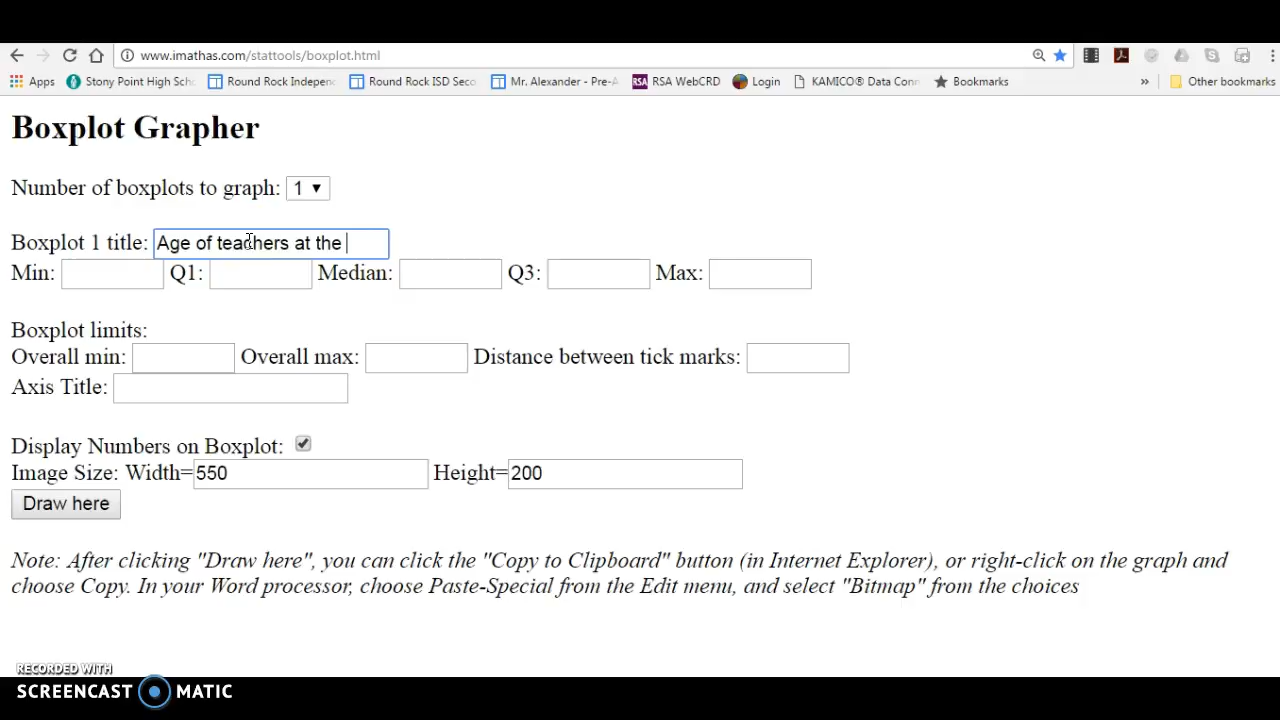 www.imathas.com/stattools/boxplot.html
Apps Stony Point High Scho Round Rock Independ Round Rock ISD Seco Mr. Alexander - Pre-A RSA RSA WebCRD Login KAMICO® Data Conn Bookmarks » Other bookmarks
Boxplot Grapher
Number of boxplots to graph: 1
Boxplot 1 title: Age of teachers at the
Min: Q1: Median: Q3: Max:
Boxplot limits:
Overall min: Overall max: Distance between tick marks:
Axis Title:
Display Numbers on Boxplot:
Image Size: Width=550 Height=200
Draw here
Note: After clicking "Draw here", you can click the "Copy to Clipboard" button (in Internet Explorer), or right-click on the graph and
choose Copy. In your Word processor, choose Paste-Special from the Edit menu, and select "Bitmap" from the choices
RECORDED WITH
SCREENCAST MATIC